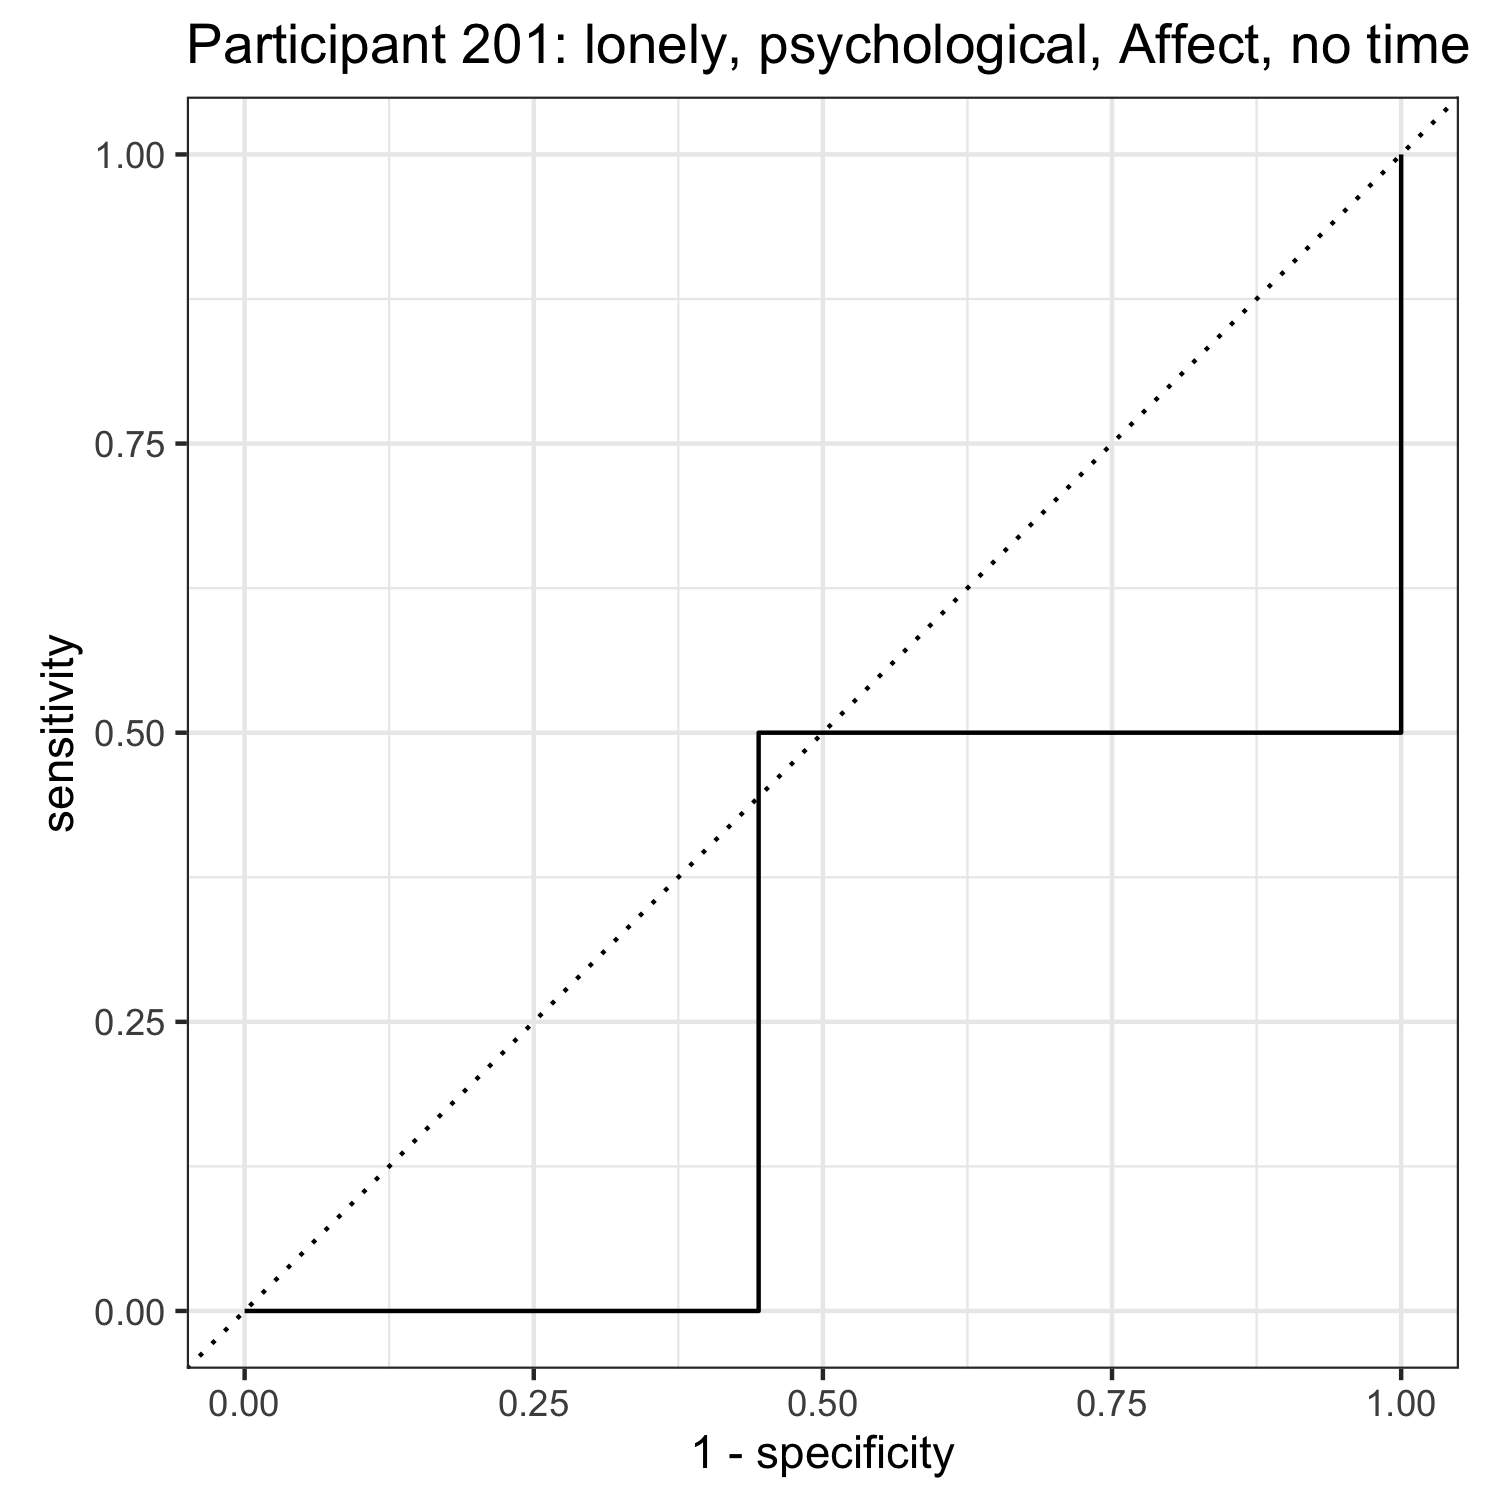 Participant 201: lonely, psychological, Affect, no time
1.00
0.75
0.50
0.25
0.00
sensitivity
0.00 0.25 0.50 0.75 1.00
1 - specificity